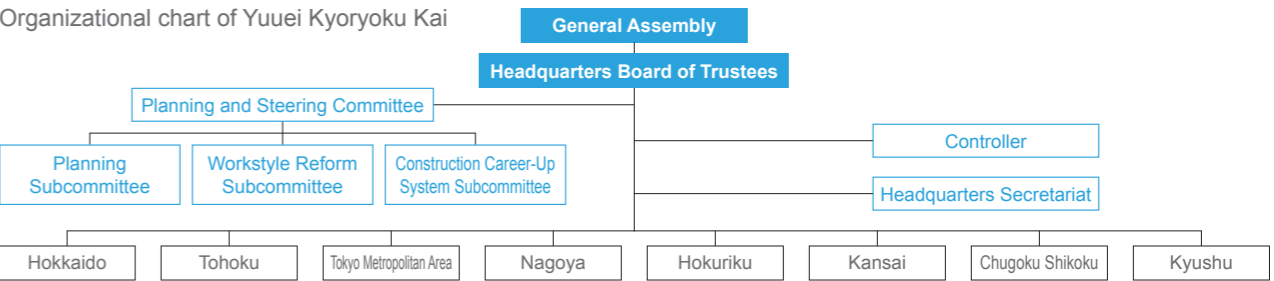 Organizational chart of Yuuei Kyoryoku Kai
General Assembly
Headquarters Board of Trustees
Planning and Steering Committee
Controller
Planning
Subcommittee
Workstyle Reform
Subcommittee
Construction Career-Up
System Subcommittee
Headquarters Secretariat
Hokkaido
Tohoku
Tokyo Metropolitan Area
Nagoya
Hokuriku
Kansai
Chugoku Shikoku
Kyushu